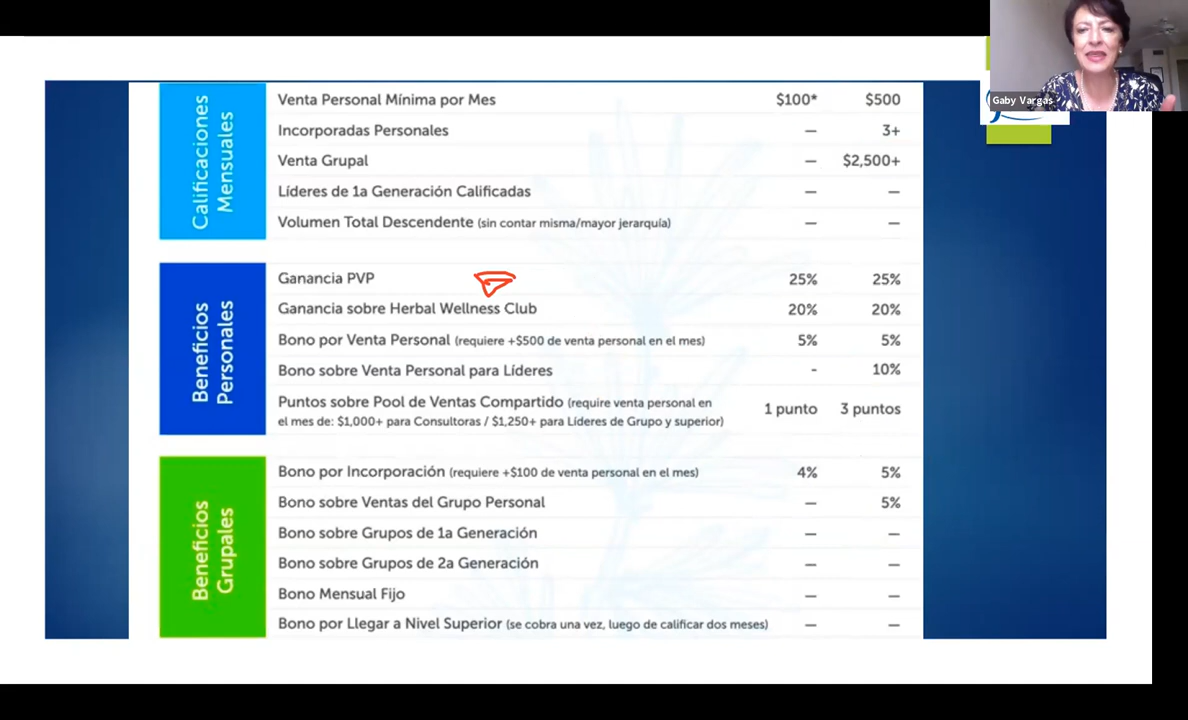 Gaby Vargas
Calificaciones
Mensuales
Venta Personal Mínima por Mes $100* $500
Incorporadas Personales — 3+
Venta Grupal — $2,500+
Líderes de 1a Generación Calificadas — —
Volumen Total Descendente (sin contar misma/mayor jerarquía) — —
Beneficios
Personales
Ganancia PVP 25% 25%
Ganancia sobre Herbal Wellness Club 20% 20%
Bono por Venta Personal (requiere +$500 de venta personal en el mes) 5% 5%
Bono sobre Venta Personal para Líderes - 10%
Puntos sobre Pool de Ventas Compartido (require venta personal en
el mes de: $1,000+ para Consultoras / $1,250+ para Líderes de Grupo y superior) 1 punto 3 puntos
Beneficios
Grupales
Bono por Incorporación (requiere +$100 de venta personal en el mes) 4% 5%
Bono sobre Ventas del Grupo Personal — 5%
Bono sobre Grupos de 1a Generación — —
Bono sobre Grupos de 2a Generación — —
Bono Mensual Fijo — —
Bono por Llegar a Nivel Superior (se cobra una vez, luego de calificar dos meses) — —